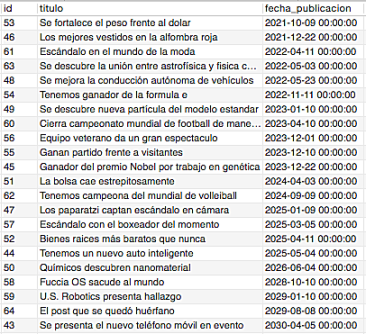 id titulo fecha_publicacion
53 Se fortalece el peso frente al dolar 2021-10-09 00:00:00
46 Los mejores vestidos en la alfombra roja 2021-12-22 00:00:00
61 Escándalo en el mundo de la moda 2022-04-11 00:00:00
63 Se descubre la unión entre astrofísica y fisica c... 2022-05-03 00:00:00
48 Se mejora la conducción autónoma de vehículos 2022-05-23 00:00:00
54 Tenemos ganador de la formula e 2022-11-11 00:00:00
49 Se descubre nueva partícula del modelo estandar 2023-01-10 00:00:00
60 Cierra campeonato mundial de football de mane... 2023-04-10 00:00:00
56 Equipo veterano da un gran espectaculo 2023-12-01 00:00:00
55 Ganan partido frente a visitantes 2023-12-10 00:00:00
45 Ganador del premio Nobel por trabajo en genética 2023-12-22 00:00:00
51 La bolsa cae estrepitosamente 2024-04-03 00:00:00
62 Tenemos campeona del mundial de volleiball 2024-09-09 00:00:00
47 Los paparatzi captan escándalo en cámara 2025-01-09 00:00:00
57 Escándalo con el boxeador del momento 2025-03-05 00:00:00
52 Bienes raices más baratos que nunca 2025-04-11 00:00:00
44 Tenemos un nuevo auto inteligente 2025-05-04 00:00:00
50 Químicos descubren nanomaterial 2026-06-04 00:00:00
58 Fuccia OS sacude al mundo 2028-10-10 00:00:00
59 U.S. Robotics presenta hallazgo 2029-01-10 00:00:00
64 El post que se quedó huérfano 2029-08-08 00:00:00
43 Se presenta el nuevo teléfono móvil en evento 2030-04-05 00:00:00